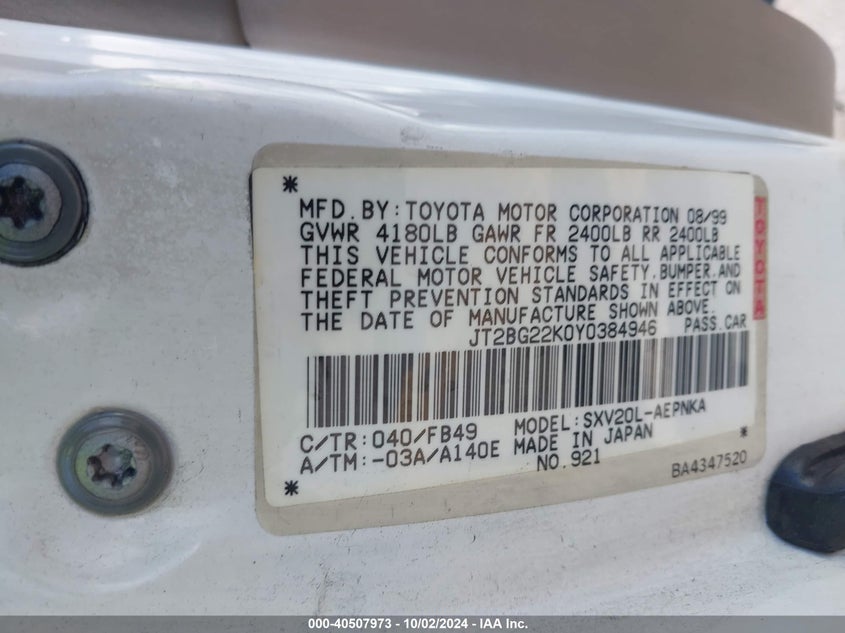 *
MFD.BY:TOYOTA MOTOR CORPORATION 08/99
GVWR 4180LB GAWR FR 2400LB RR 2400LB
THIS VEHICLE CONFORMS TO ALL APPLICABLE
FEDERAL MOTOR VEHICLE SAFETY,BUMPER,AND
THEFT PREVENTION STANDARDS IN EFFECT ON
THE DATE OF MANUFACTURE SHOWN ABOVE.
JT2BG22K0Y0384946 PASS.CAR
TOYOTA
C/TR:040/FB49 MODEL:SXV20L-AEPNKA
A/TM:-03A/A140E MADE IN JAPAN *
* NO.921 BA4347520
000-40507973 | 10/02/2024 - IAA Inc.